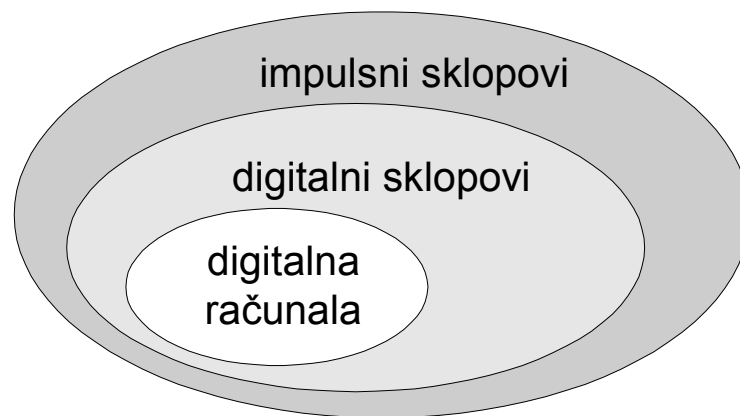 impulsni sklopovi
digitalni sklopovi
digitalna
računala